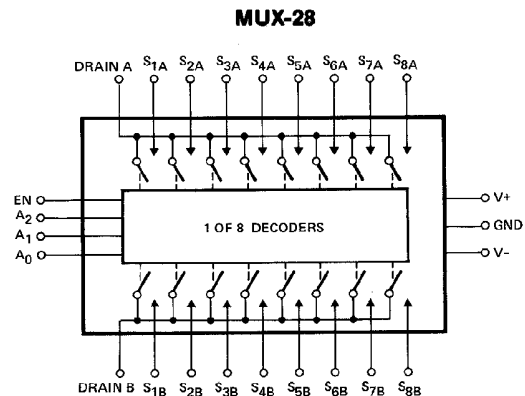 MUX-28
DRAIN A S1A S2A S3A S4A S5A S6A S7A S8A
EN
A2
A1
A0
1 OF 8 DECODERS
V+
GND
V–
DRAIN B S1B S2B S3B S4B S5B S6B S7B S8B